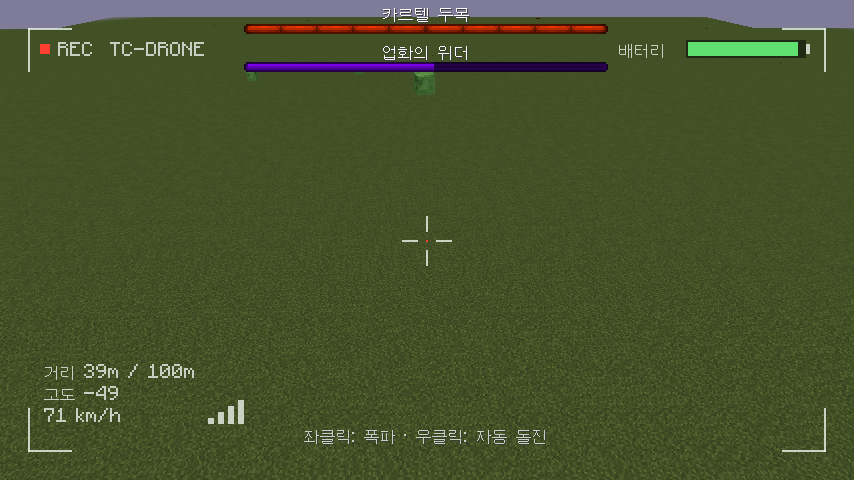 카르텔 두목
REC TC-DRONE
업화의 위더
배터리
거리 39m / 100m
고도 -49
71 km/h
좌클릭: 폭파 · 우클릭: 자동 돌진